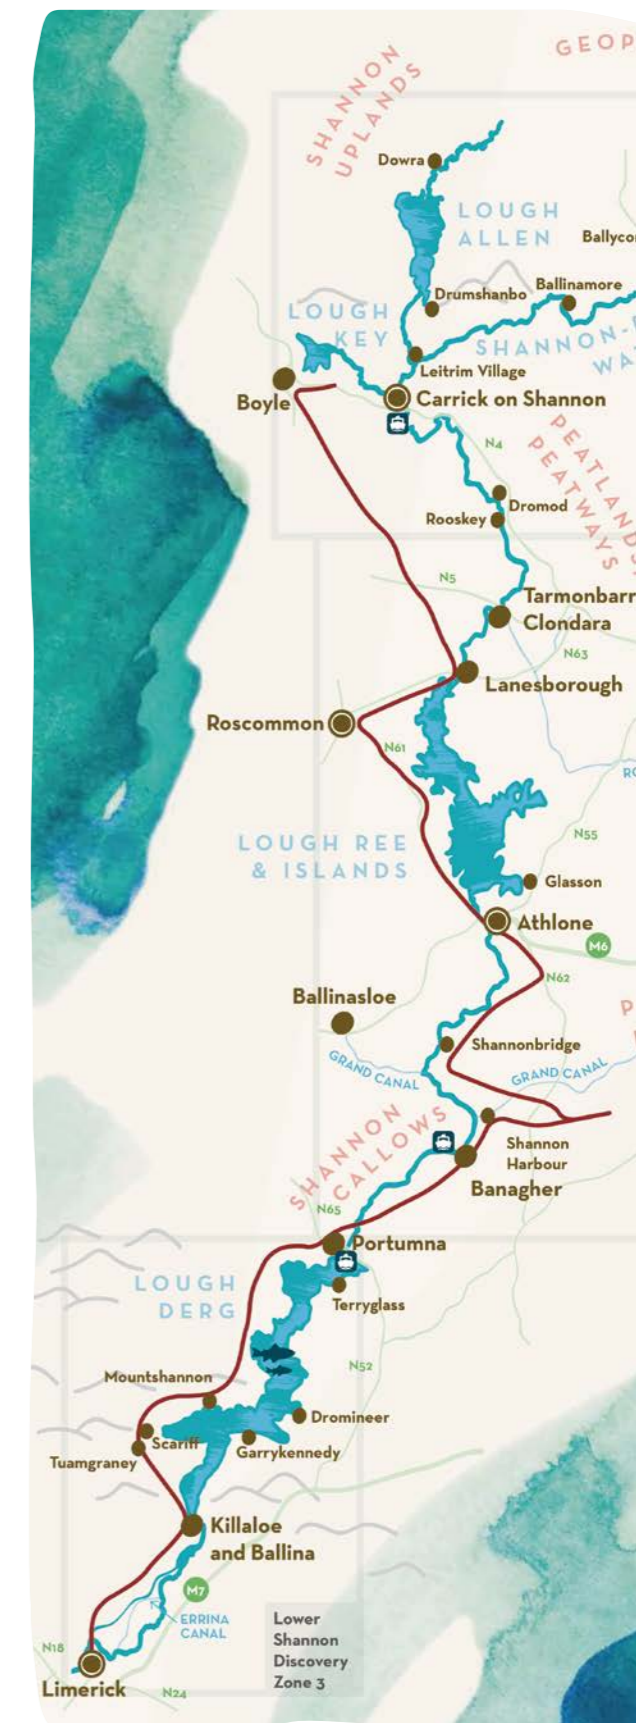 GEOP
SHANNON
UPLANDS
Dowra
LOUGH
ALLEN
Ballyco
Ballinamore
Drumshanbo
LOUGH
KEY
SHANNON-
WA
Leitrim Village
Boyle
Carrick on Shannon
N4
PEATLANDS
PEATWAYS
Dromod
Rooskey
N5
Tarmonbarr
Clondara
N63
Lanesborough
Roscommon
N61
RO
N55
LOUGH REE
& ISLANDS
Glasson
Athlone
M6
N62
Ballinasloe
P
Shannonbridge
GRAND CANAL
GRAND CANAL
SHANNON
CALLOWS
Shannon
Harbour
Banagher
N65
Portumna
LOUGH
DERG
Terryglass
N52
Mountshannon
Dromineer
Scariff
Garrykennedy
Tuamgraney
Killaloe
and Ballina
M7
ERRINA
CANAL
Lower
Shannon
Discovery
Zone 3
N18
Limerick
N24